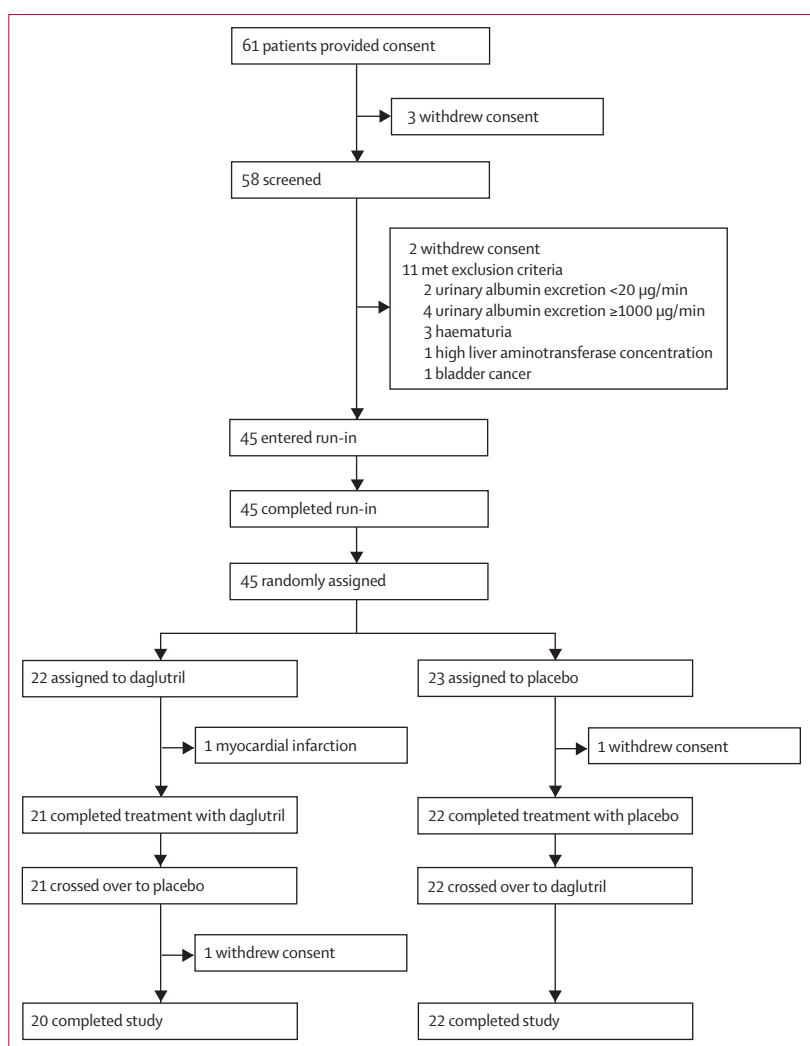 61 patients provided consent
3 withdrew consent
58 screened
2 withdrew consent
11 met exclusion criteria
2 urinary albumin excretion <20 µg/min
4 urinary albumin excretion ≥1000 µg/min
3 haematuria
1 high liver aminotransferase concentration
1 bladder cancer
45 entered run-in
45 completed run-in
45 randomly assigned
22 assigned to daglutril
23 assigned to placebo
1 myocardial infarction
1 withdrew consent
21 completed treatment with daglutril
22 completed treatment with placebo
21 crossed over to placebo
22 crossed over to daglutril
1 withdrew consent
20 completed study
22 completed study